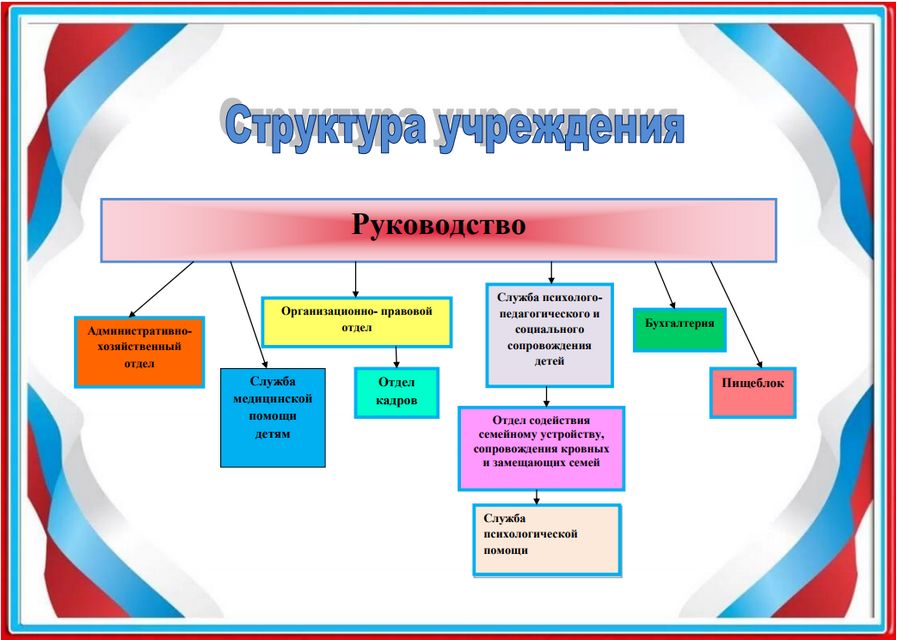 Структура учреждения
Руководство
Административно-
хозяйственный
отдел
Служба
медицинской
помощи
детям
Организационно- правовой
отдел
Отдел
кадров
Служба психолого-
педагогического и
социального
сопровождения
детей
Отдел содействия
семейному устройству,
сопровождения кровных
и замещающих семей
Служба
психологической
помощи
Бухгалтерия
Пищеблок